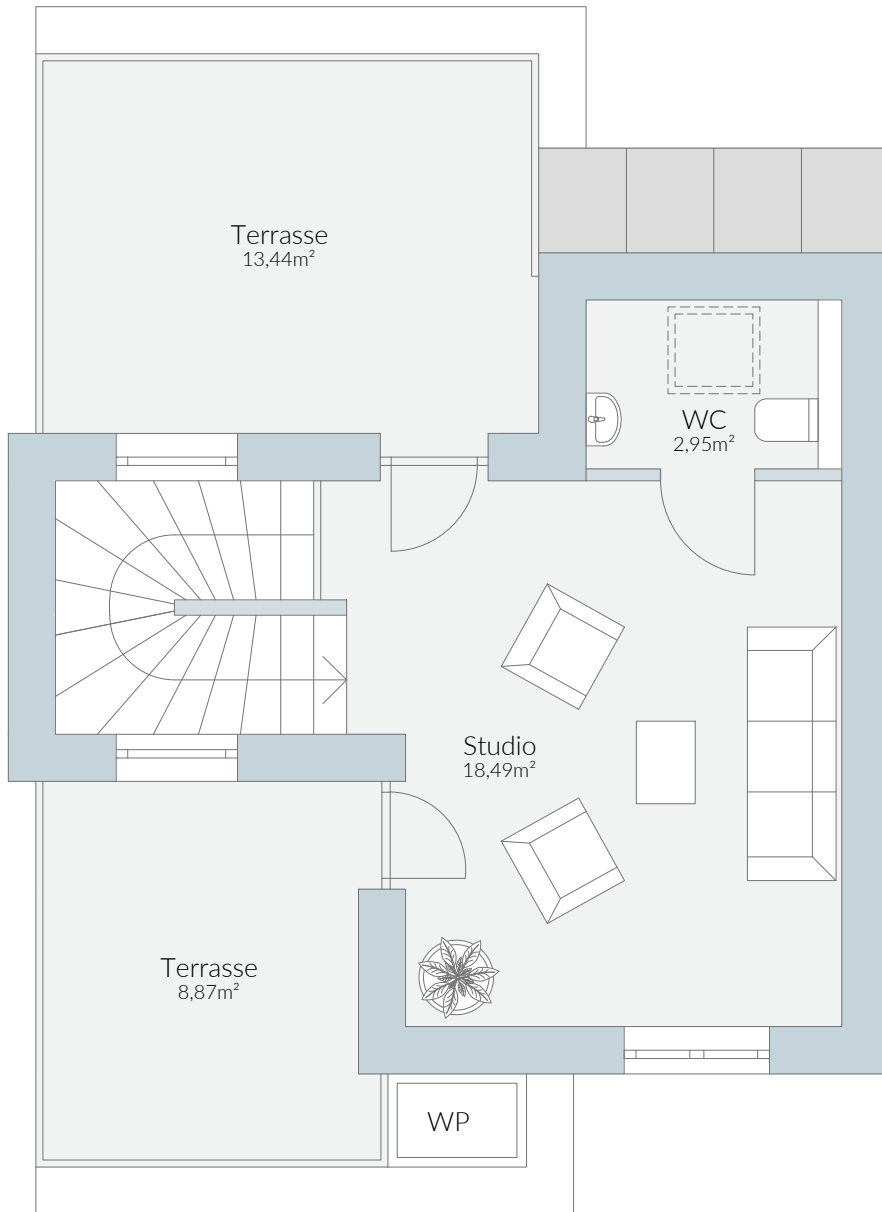 Terrasse
13,44m²
WC
2,95m²
Studio
18,49m²
Terrasse
8,87m²
WP